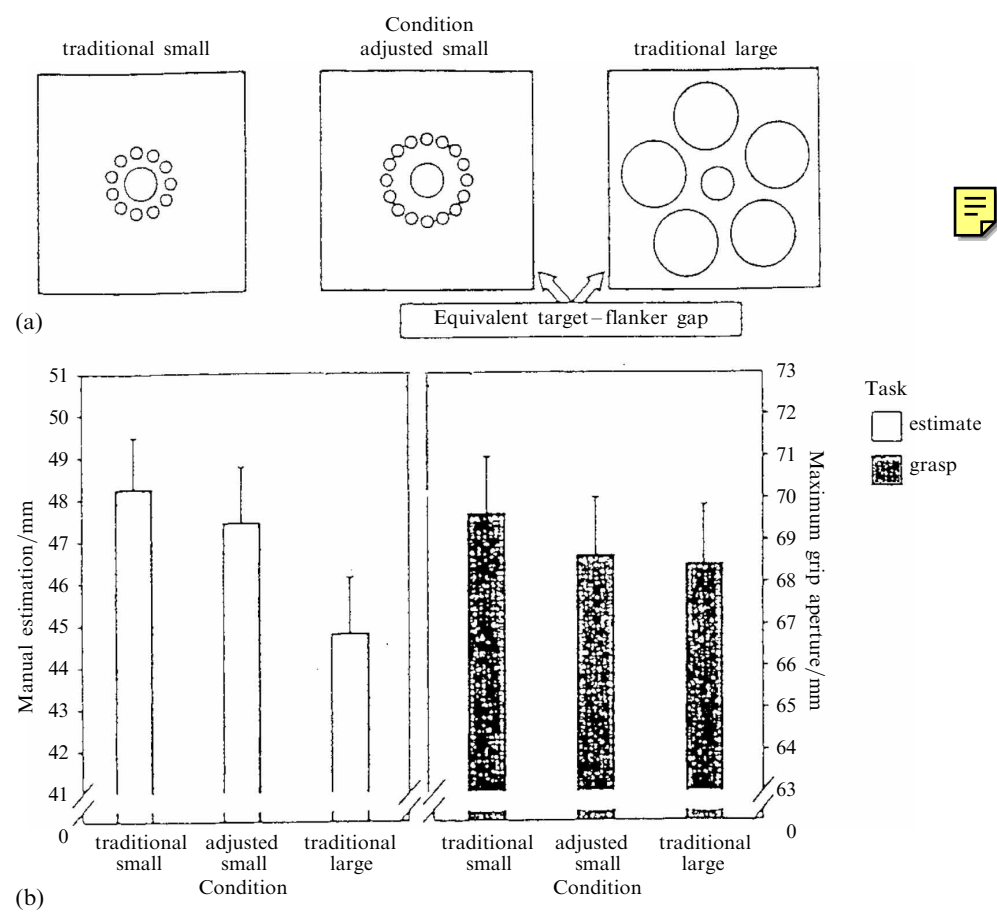 Condition
traditional small
adjusted small
traditional large
Equivalent target–flanker gap
(a)
51
50
49
48
47
46
45
44
43
42
41
0
Manual estimation/mm
73
72
71
70
69
68
67
66
65
64
63
0
Maximum grip aperture/mm
Task
estimate
grasp
traditional
small
adjusted
small
traditional
large
Condition
traditional
small
adjusted
small
traditional
large
Condition
(b)